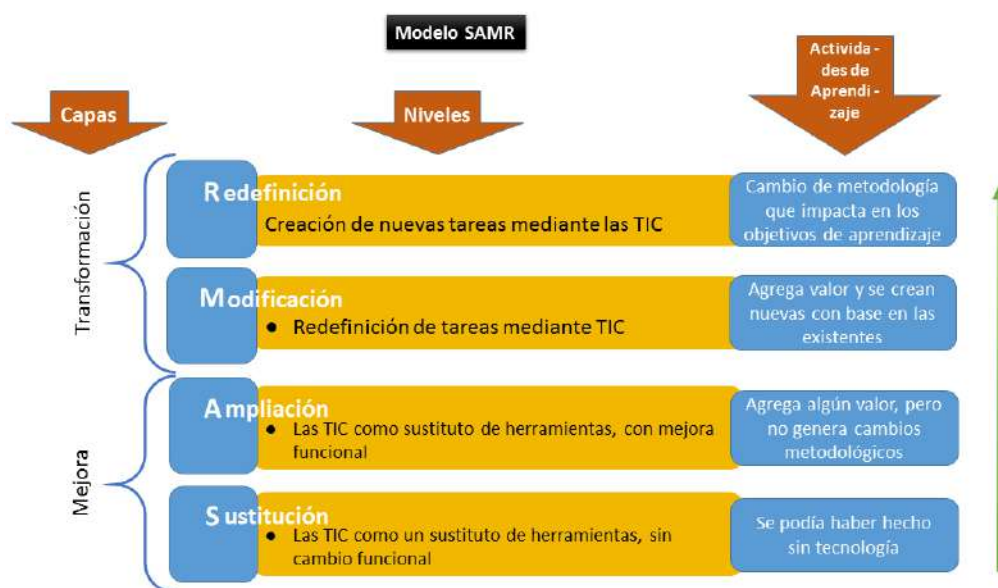 Modelo SAMR
Capas
Niveles
Activida -
des de
Aprendi -
zaje
Transformación
Redefinición
Creación de nuevas tareas mediante las TIC
Cambio de metodología
que impacta en los
objetivos de aprendizaje
Modificación
● Redefinición de tareas mediante TIC
Agrega valor y se crean
nuevas con base en las
existentes
Mejora
Ampliación
● Las TIC como sustituto de herramientas, con mejora
funcional
Agrega algún valor, pero
no genera cambios
metodológicos
Sustitución
● Las TIC como un sustituto de herramientas, sin
cambio funcional
Se podía haber hecho
sin tecnología